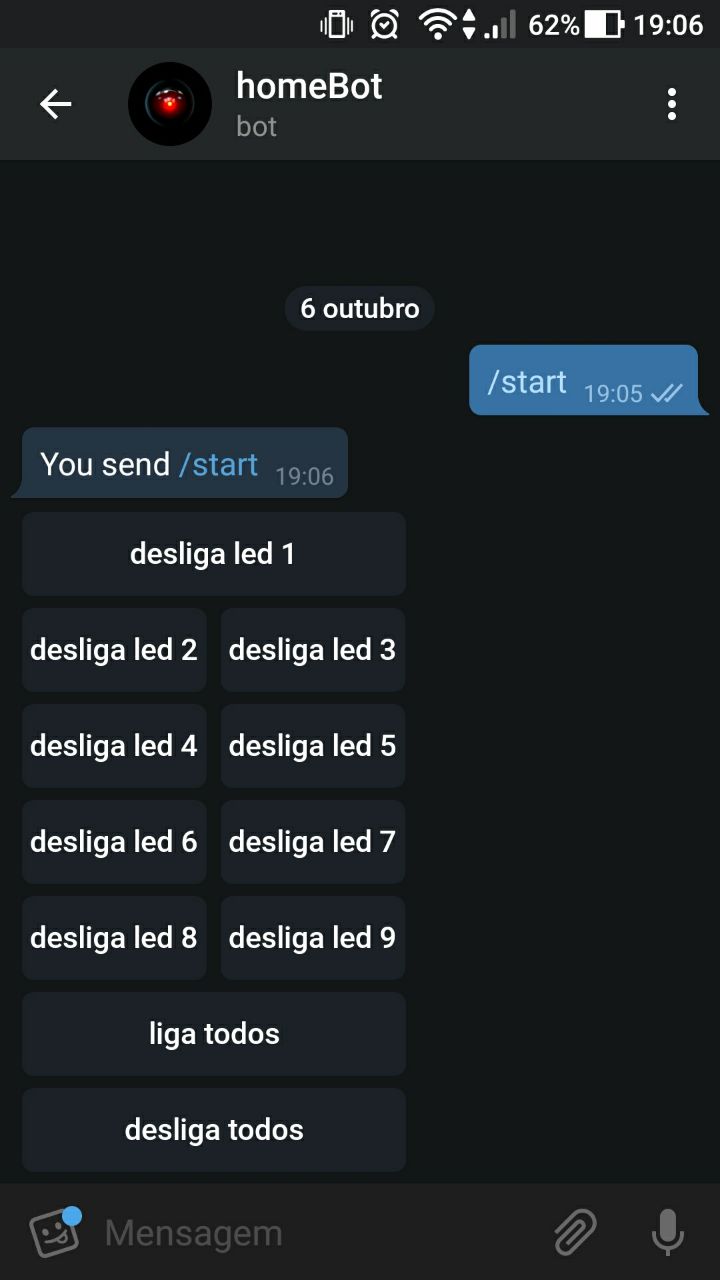 62% 19:06
homeBot
bot
6 outubro
/start 19:05
You send /start 19:06
desliga led 1
desliga led 2 desliga led 3
desliga led 4 desliga led 5
desliga led 6 desliga led 7
desliga led 8 desliga led 9
liga todos
desliga todos
Mensagem